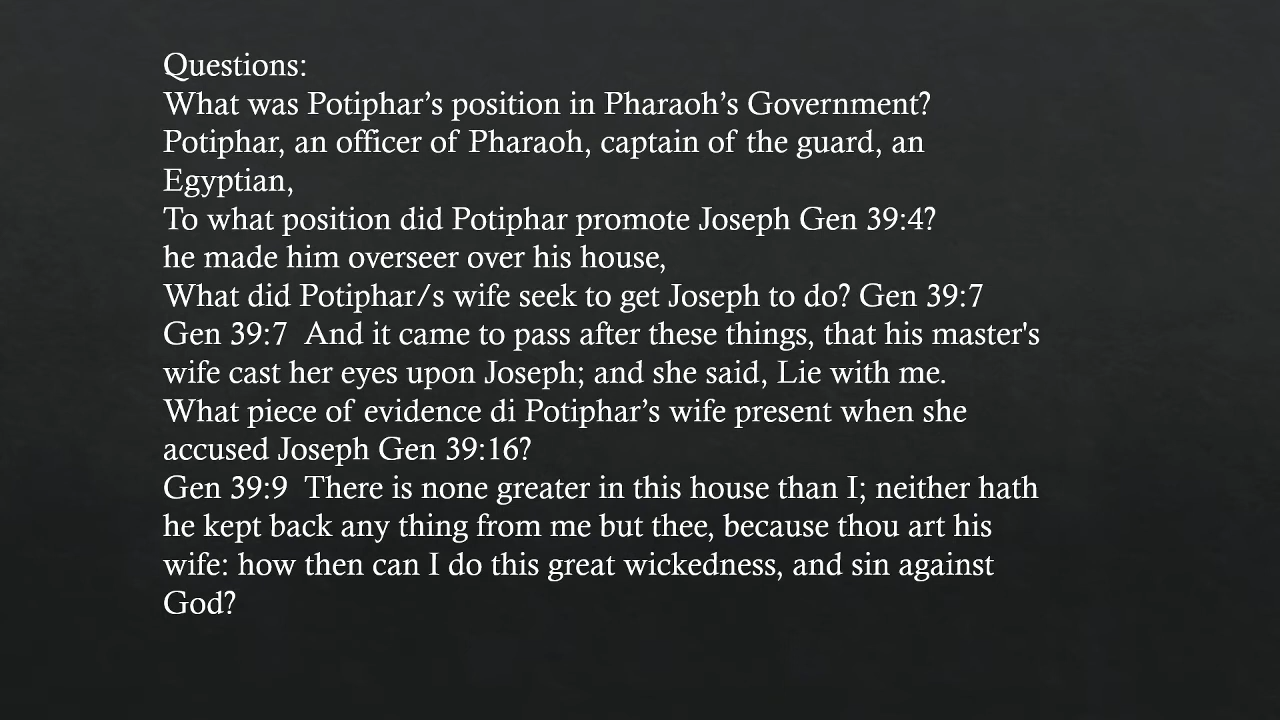 Questions:
What was Potiphar’s position in Pharaoh’s Government?
Potiphar, an officer of Pharaoh, captain of the guard, an
Egyptian,
To what position did Potiphar promote Joseph Gen 39:4?
he made him overseer over his house,
What did Potiphar/s wife seek to get Joseph to do? Gen 39:7
Gen 39:7  And it came to pass after these things, that his master's
wife cast her eyes upon Joseph; and she said, Lie with me.
What piece of evidence di Potiphar’s wife present when she
accused Joseph Gen 39:16?
Gen 39:9  There is none greater in this house than I; neither hath
he kept back any thing from me but thee, because thou art his
wife: how then can I do this great wickedness, and sin against
God?